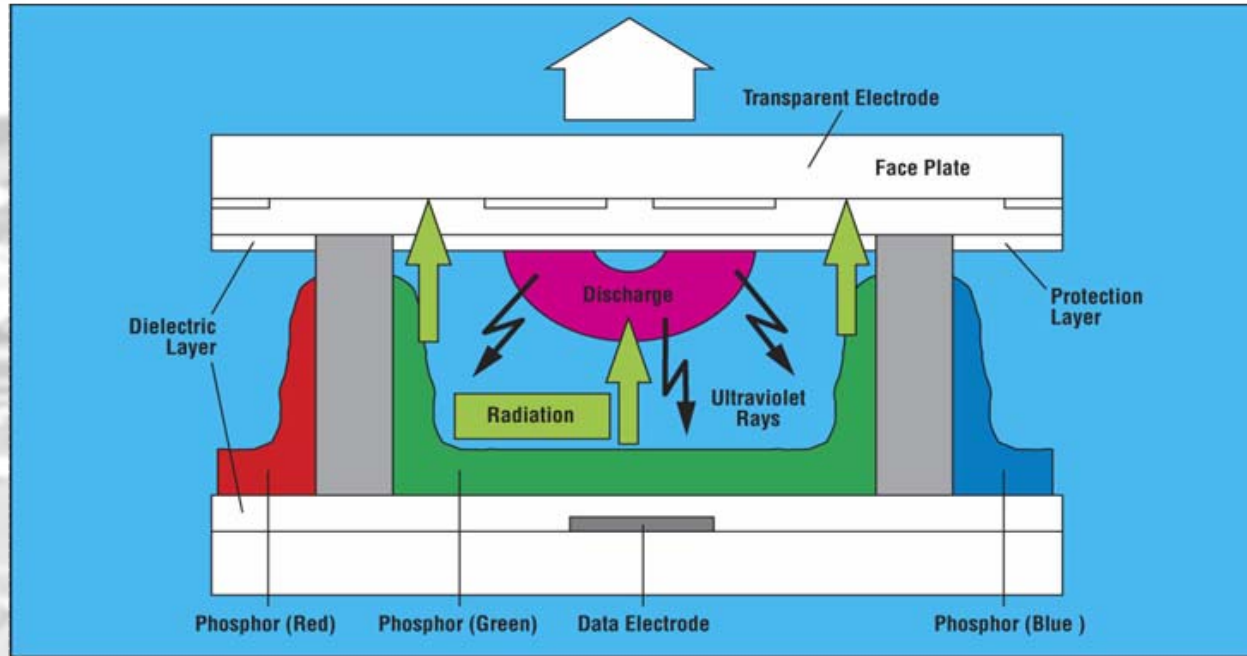 Transparent Electrode
Face Plate
Discharge
Dielectric
Layer
Protection
Layer
Radiation
Ultraviolet
Rays
Phosphor (Red)
Phosphor (Green)
Data Electrode
Phosphor (Blue )